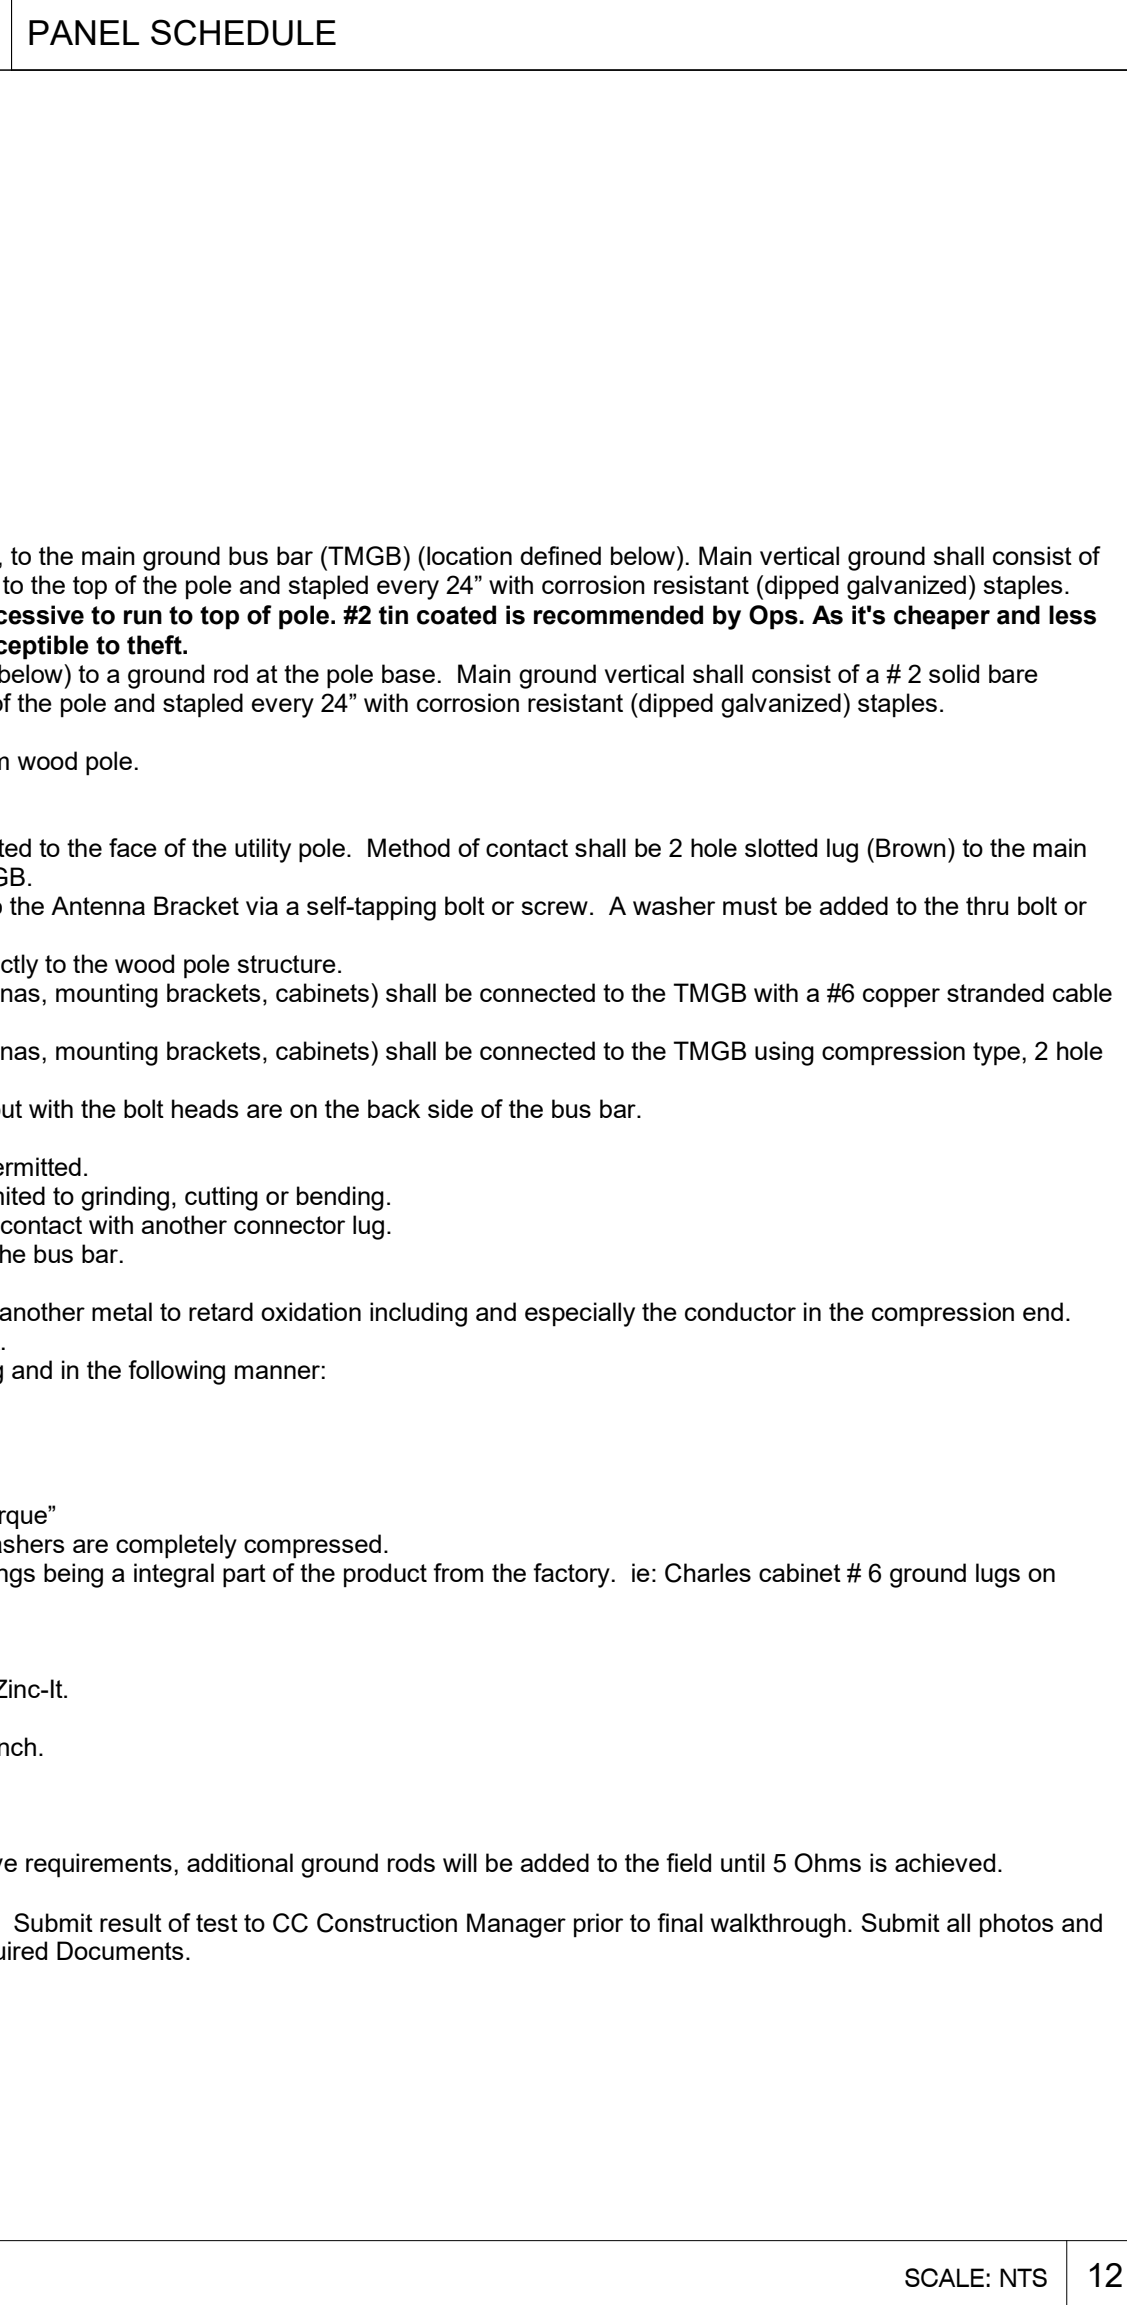 PANEL SCHEDULE
, to the main ground bus bar (TMGB) (location defined below). Main vertical ground shall consist of
to the top of the pole and stapled every 24” with corrosion resistant (dipped galvanized) staples.
cessive to run to top of pole. #2 tin coated is recommended by Ops. As it's cheaper and less
ceptible to theft.
below) to a ground rod at the pole base.  Main ground vertical shall consist of a # 2 solid bare
of the pole and stapled every 24” with corrosion resistant (dipped galvanized) staples.
wood pole.
ted to the face of the utility pole.  Method of contact shall be 2 hole slotted lug (Brown) to the main
GB.
the Antenna Bracket via a self-tapping bolt or screw.  A washer must be added to the thru bolt or
ctly to the wood pole structure.
nas, mounting brackets, cabinets) shall be connected to the TMGB with a #6 copper stranded cable
nas, mounting brackets, cabinets) shall be connected to the TMGB using compression type, 2 hole
out with the bolt heads are on the back side of the bus bar.
ermitted.
nited to grinding, cutting or bending.
contact with another connector lug.
he bus bar.
another metal to retard oxidation including and especially the conductor in the compression end.
.
g and in the following manner:
rque”
ashers are completely compressed.
ngs being a integral part of the product from the factory.  ie: Charles cabinet # 6 ground lugs on
Zinc-It.
nch.
ve requirements, additional ground rods will be added to the field until 5 Ohms is achieved.
Submit result of test to CC Construction Manager prior to final walkthrough. Submit all photos and
uired Documents.
SCALE: NTS
12